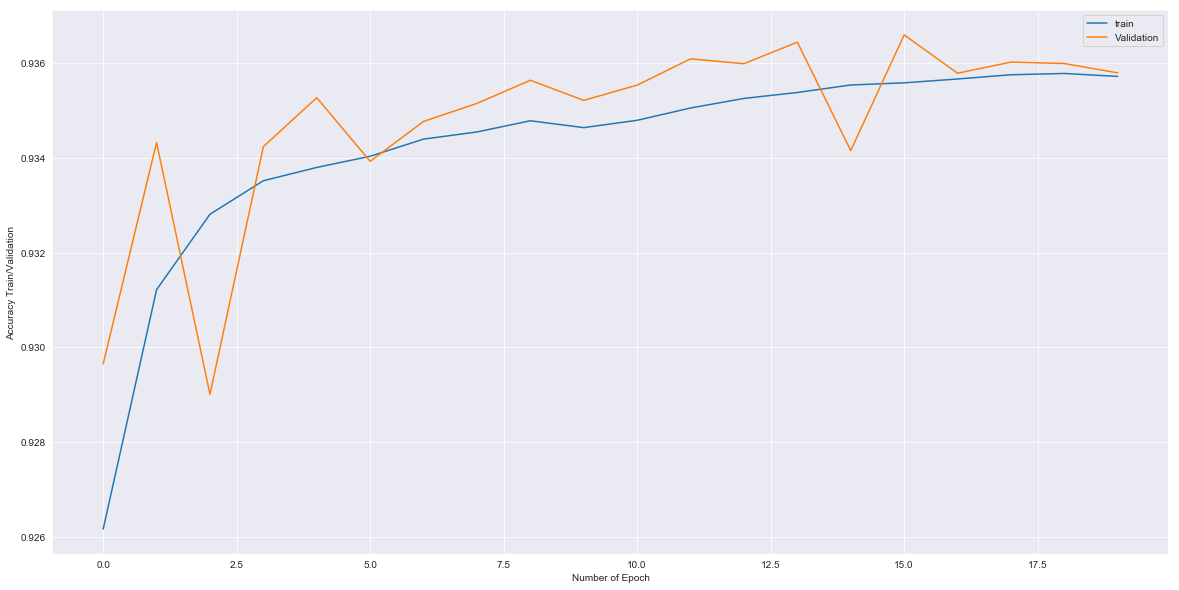 train
Validation
0.936
0.934
0.932
0.930
0.928
0.926
Accuracy Train/Validation
0.0 2.5 5.0 7.5 10.0 12.5 15.0 17.5
Number of Epoch